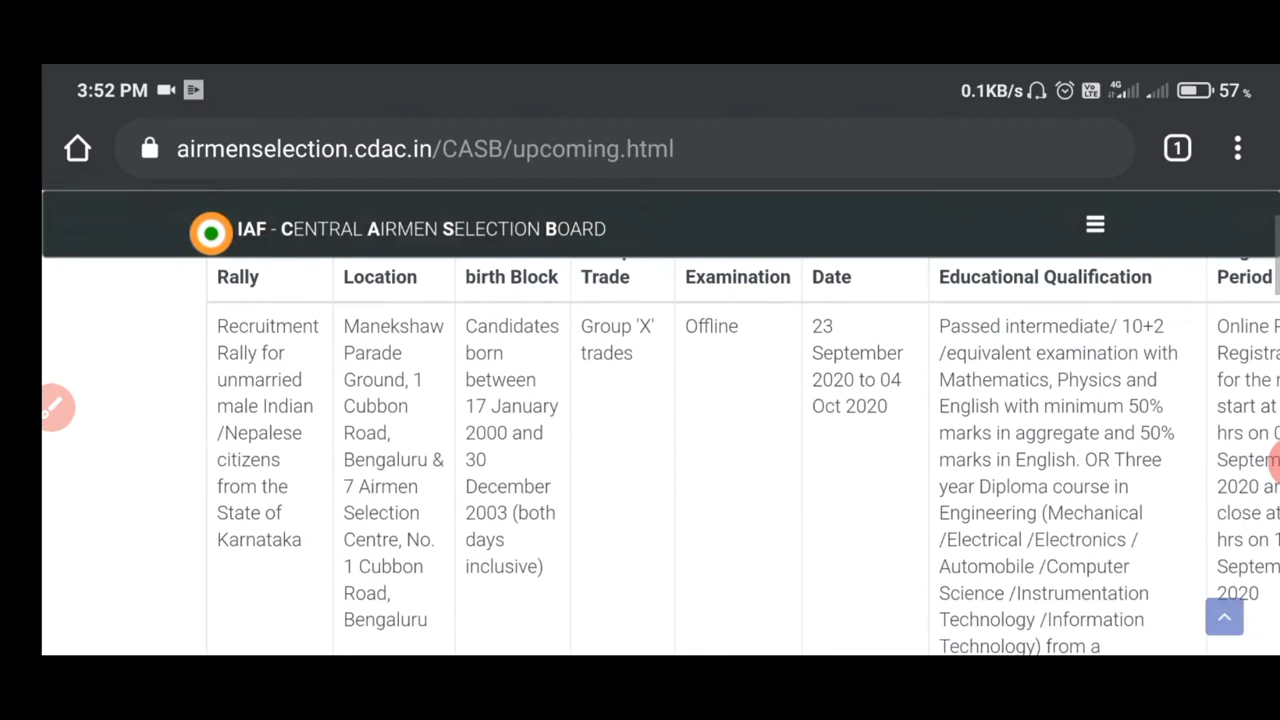 3:52 PM
0.1KB/s
Vo LTE
4G
57%
airmenselection.cdac.in/CASB/upcoming.html
1
IAF - CENTRAL AIRMEN SELECTION BOARD
Rally
Location
birth Block
Trade
Examination
Date
Educational Qualification
Period
Recruitment
Rally for
unmarried
male Indian
/Nepalese
citizens
from the
State of
Karnataka
Manekshaw
Parade
Ground, 1
Cubbon
Road,
Bengaluru &
7 Airmen
Selection
Centre, No.
1 Cubbon
Road,
Bengaluru
Candidates
born
between
17 January
2000 and
30
December
2003 (both
days
inclusive)
Group 'X'
trades
Offline
23
September
2020 to 04
Oct 2020
Passed intermediate/ 10+2
/equivalent examination with
Mathematics, Physics and
English with minimum 50%
marks in aggregate and 50%
marks in English. OR Three
year Diploma course in
Engineering (Mechanical
/Electrical /Electronics /
Automobile /Computer
Science /Instrumentation
Technology /Information
Technology) from a
Online
for the
start at
hrs on
2020
close at
hrs on
2020